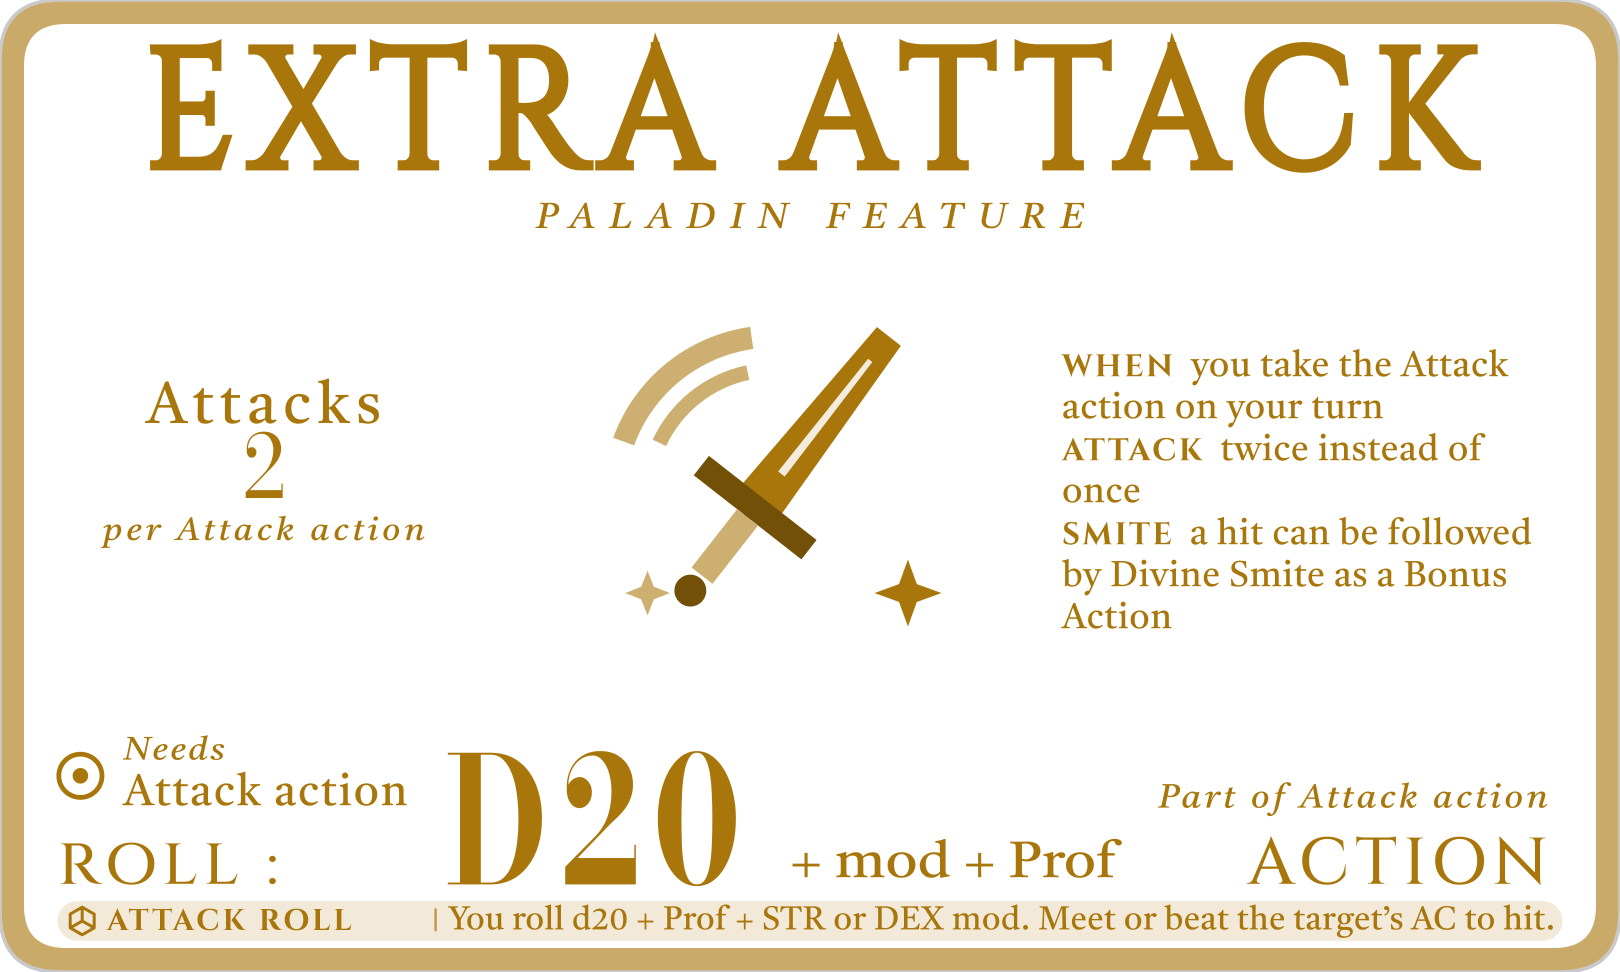 EXTRA ATTACK
PALADIN FEATURE
Attacks
2
per Attack action
WHEN you take the Attack
action on your turn
ATTACK twice instead of
once
SMITE a hit can be followed
by Divine Smite as a Bonus
Action
Needs
Attack action
ROLL :
D20
+ mod + Prof
Part of Attack action
ACTION
ATTACK ROLL
| You roll d20 + Prof + STR or DEX mod. Meet or beat the target’s AC to hit.